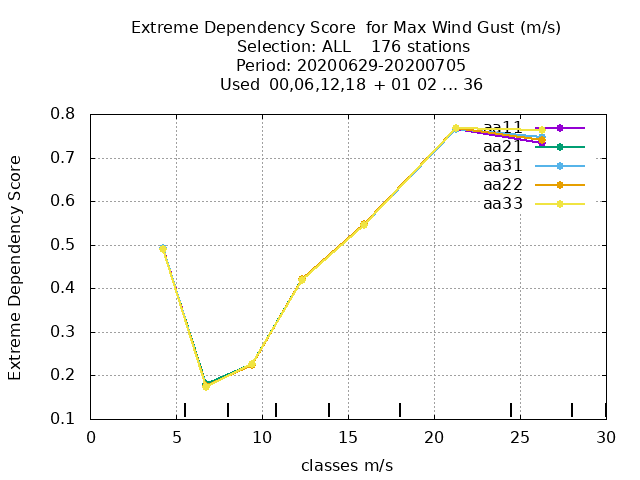 Extreme Dependency Score  for Max Wind Gust (m/s)
Selection: ALL    176 stations
Period: 20200629-20200705
Used  00,06,12,18  + 01 02 ... 36
Extreme Dependency Score
0.8
0.7
0.6
0.5
0.4
0.3
0.2
0.1
aa11
aa21
aa31
aa22
aa33
0 5 10 15 20 25 30
classes m/s